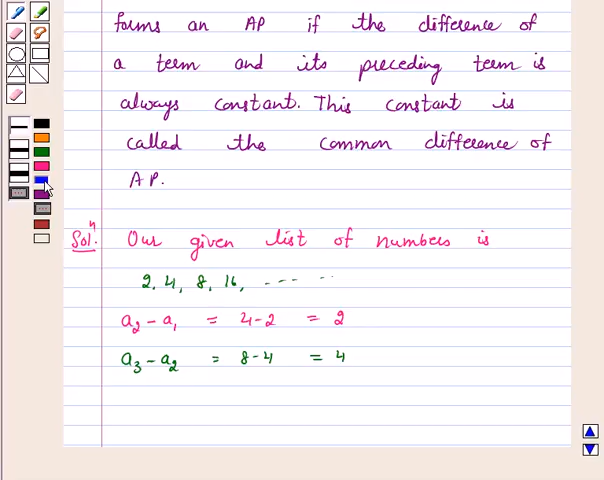 forms an AP if the difference of
a term and its preceding term is
always constant. This constant is
called the common difference of
AP.
Solⁿ. Our given list of numbers is
2, 4, 8, 16, ---- --
a₂ - a₁ = 4-2 = 2
a₃ - a₂ = 8-4 = 4